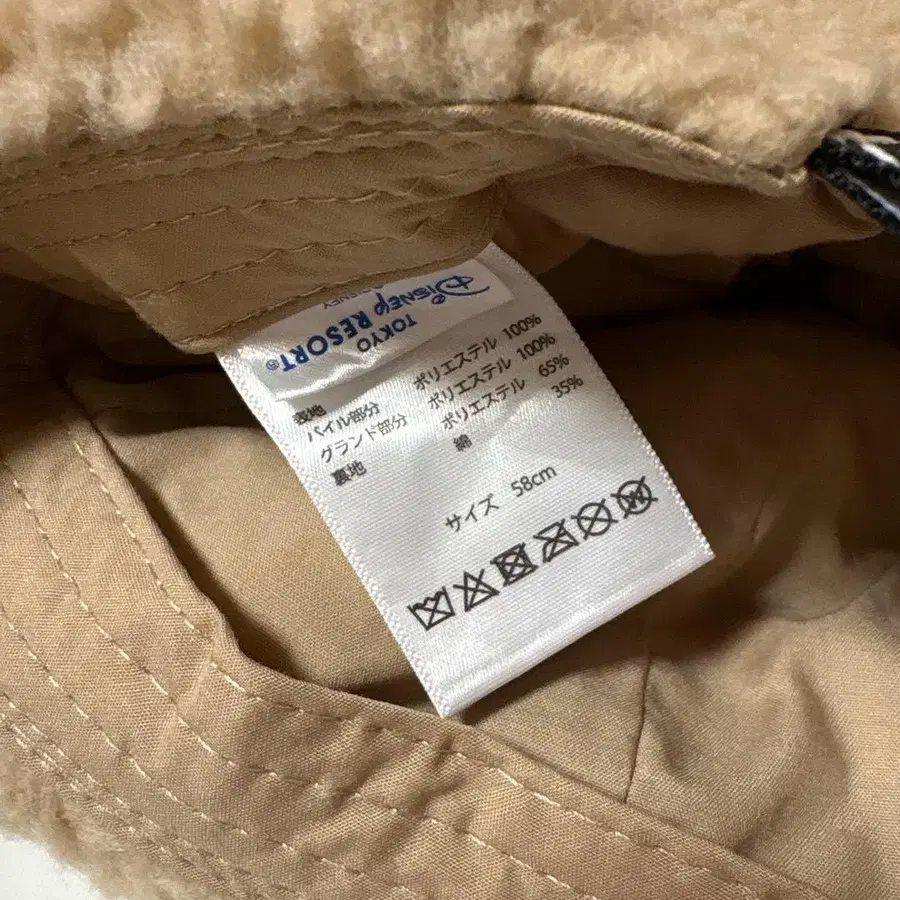 Disney
©DISNEY
TOKYO
Disney RESORT®
表地
パイル部分 ポリエステル 100%
グランド部分 ポリエステル 100%
裏地 ポリエステル 65%
綿 35%
サイズ 58cm